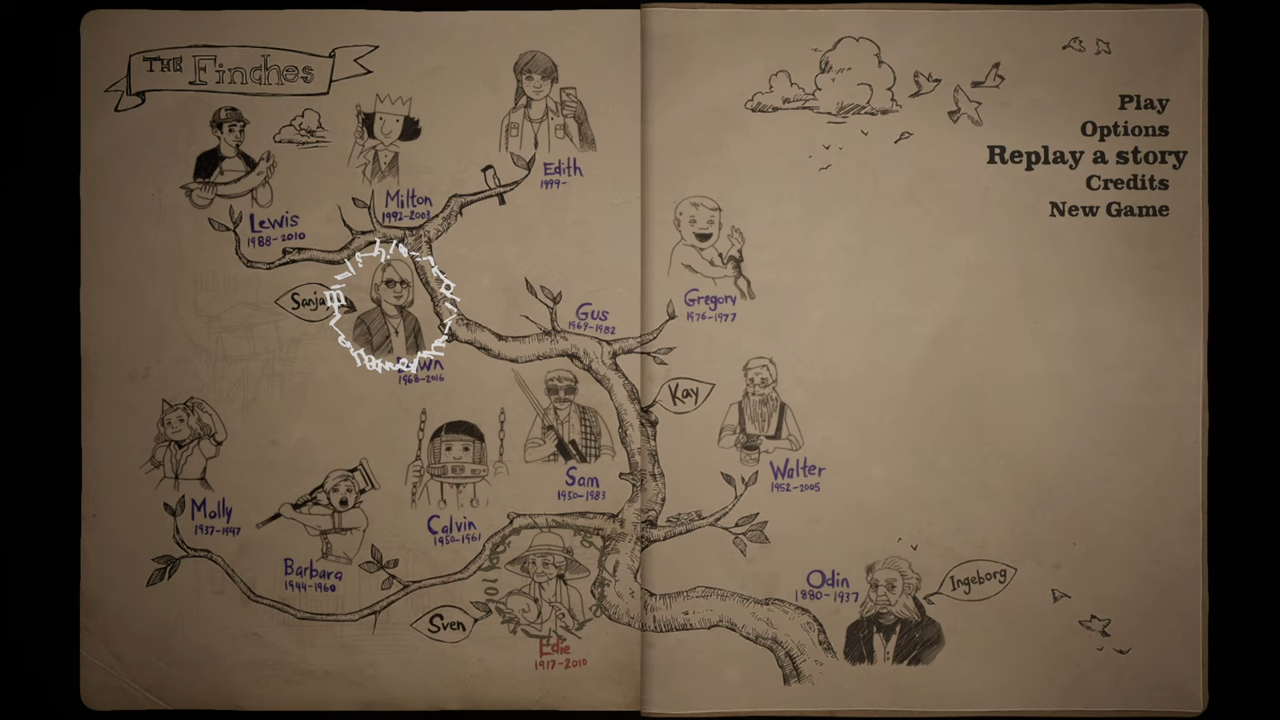 THE Finches
Play
Options
Replay a story
Credits
New Game
Edith
1999-
Milton
1992-2003
Lewis
1988-2010
Sanjay
1968-2016
Gus
1969-1982
Gregory
1976-1977
Kay
Sam
1950-1983
Walter
1952-2005
Molly
1937-1947
Barbara
1944-1960
Calvin
1950-1961
Sven
Edie
1917-2010
Odin
1880-1937
Ingeborg